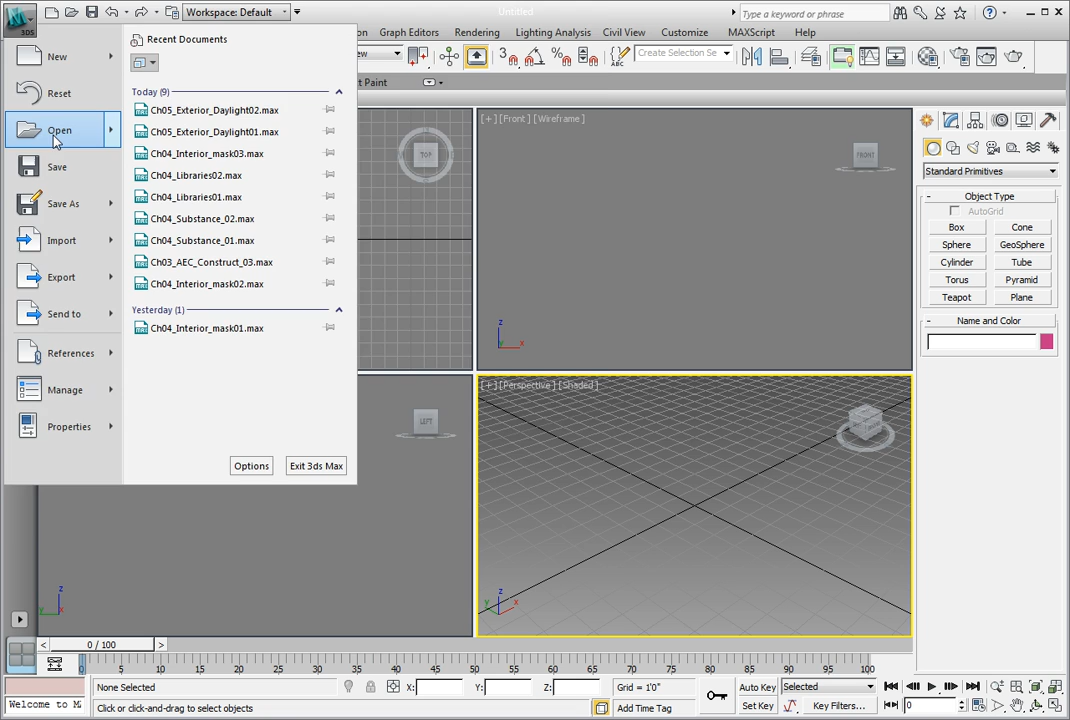 3DS
Workspace: Default
Untitled
Type a keyword or phrase
Graph Editors
Rendering
Lighting Analysis
Civil View
Customize
MAXScript
Help
Create Selection Se
Paint
Recent Documents
New
Reset
Open
Save
Save As
Import
Export
Send to
References
Manage
Properties
Today (9)
Ch05_Exterior_Daylight02.max
Ch05_Exterior_Daylight01.max
Ch04_Interior_mask03.max
Ch04_Libraries02.max
Ch04_Libraries01.max
Ch04_Substance_02.max
Ch04_Substance_01.max
Ch03_AEC_Construct_03.max
Ch04_Interior_mask02.max
Yesterday (1)
Ch04_Interior_mask01.max
Options
Exit 3ds Max
TOP
[+] [Front] [Wireframe]
FRONT
z
x
LEFT
z
y
[+] [Perspective] [Shaded]
z
y
x
Standard Primitives
- Object Type
AutoGrid
Box
Cone
Sphere
GeoSphere
Cylinder
Tube
Torus
Pyramid
Teapot
Plane
- Name and Color
< 0 / 100 >
0 5 10 15 20 25 30 35 40 45 50 55 60 65 70 75 80 85 90 95 100
None Selected
X:
Y:
Z:
Grid = 1'0"
Auto Key
Selected
Welcome to M
Click or click-and-drag to select objects
Add Time Tag
Set Key
Key Filters...
0